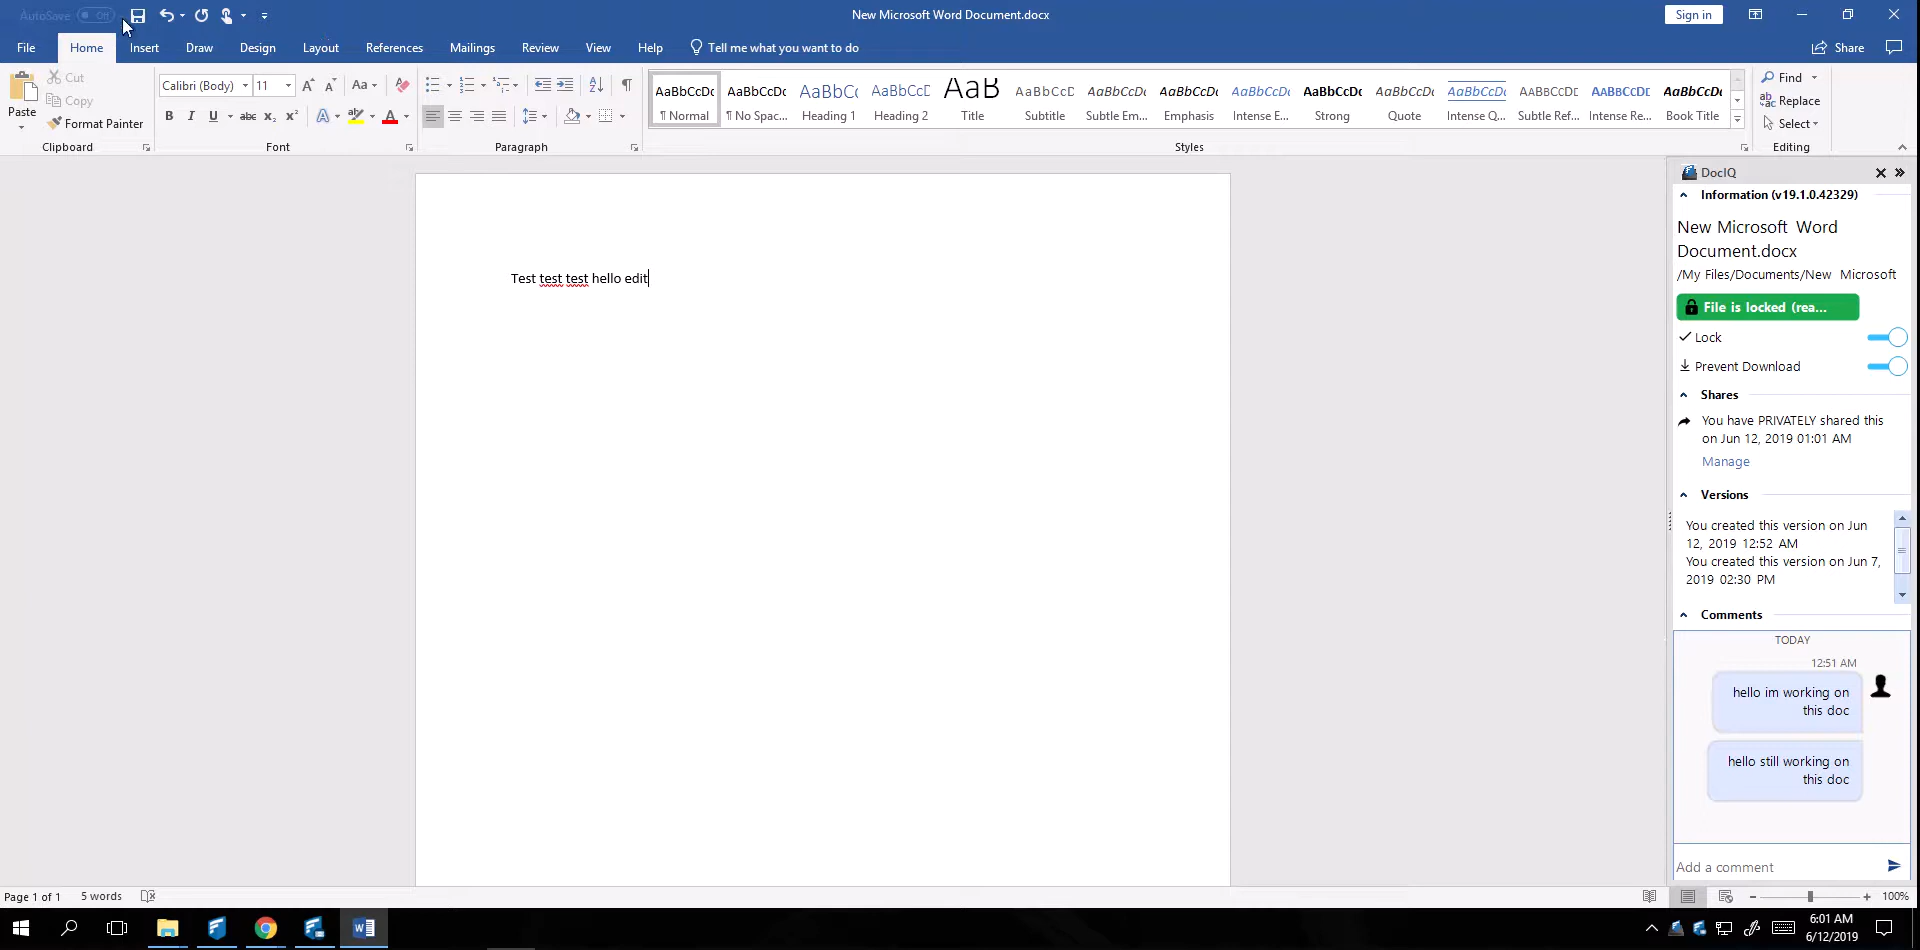 AutoSave Off
New Microsoft Word Document.docx
Sign in
File Home Insert Draw Design Layout References Mailings Review View Help Tell me what you want to do
Share
Paste
Cut
Copy
Format Painter
Clipboard
Calibri (Body) 11
Font
Paragraph
AaBbCcDc AaBbCcDc AaBbCc AaBbCcD AaB AaBbCcD AaBbCcDc AaBbCcDc AaBbCcDc AaBbCcDc AaBbCcDc AaBbCcDc AABBCCDD AABBCCDD AaBbCcDc
¶ Normal ¶ No Spac... Heading 1 Heading 2 Title Subtitle Subtle Em... Emphasis Intense E... Strong Quote Intense Q... Subtle Ref... Intense Re... Book Title
Styles
Find
Replace
Select
Editing
Test test test hello edit
DocIQ
Information (v19.1.0.42329)
New Microsoft Word
Document.docx
/My Files/Documents/New Microsoft
File is locked (rea...
Lock
Prevent Download
Shares
You have PRIVATELY shared this
on Jun 12, 2019 01:01 AM
Manage
Versions
You created this version on Jun
12, 2019 12:52 AM
You created this version on Jun 7,
2019 02:30 PM
Comments
TODAY
12:51 AM
hello im working on
this doc
hello still working on
this doc
Add a comment
Page 1 of 1 5 words
100%
6:01 AM
6/12/2019